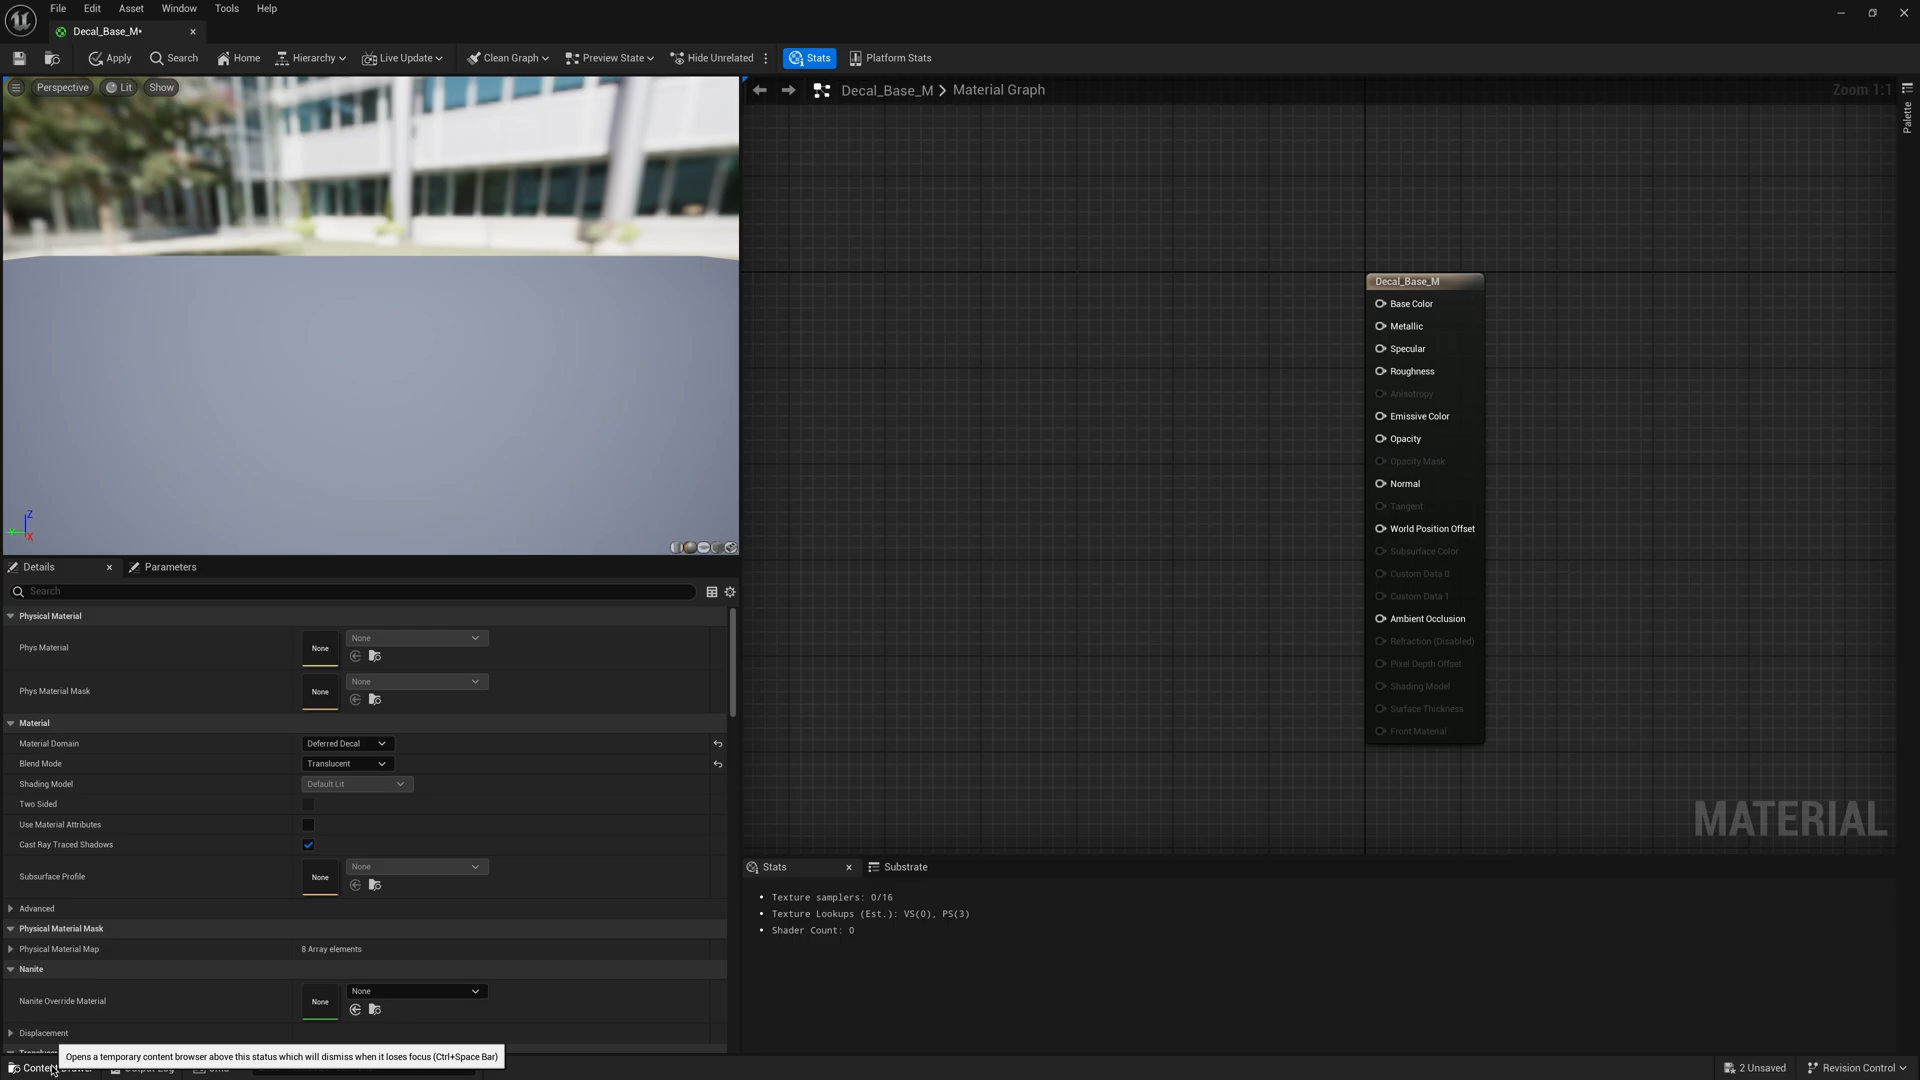 File Edit Asset Window Tools Help
Decal_Base_M•
Apply Search Home Hierarchy Live Update Clean Graph Preview State Hide Unrelated Stats Platform Stats
Perspective Lit Show
Decal_Base_M > Material Graph
Zoom 1:1
Palette
Decal_Base_M
Base Color
Metallic
Specular
Roughness
Anisotropy
Emissive Color
Opacity
Opacity Mask
Normal
Tangent
World Position Offset
Subsurface Color
Custom Data 0
Custom Data 1
Ambient Occlusion
Refraction (Disabled)
Pixel Depth Offset
Shading Model
Surface Thickness
Front Material
MATERIAL
Z
X
Details Parameters
Search
Physical Material
Phys Material None None
Phys Material Mask None None
Material
Material Domain Deferred Decal
Blend Mode Translucent
Shading Model Default Lit
Two Sided
Use Material Attributes
Cast Ray Traced Shadows
Subsurface Profile None None
Advanced
Physical Material Mask
Physical Material Map 8 Array elements
Nanite
Nanite Override Material None None
Displacement
Opens a temporary content browser above this status which will dismiss when it loses focus (Ctrl+Space Bar)
Stats Substrate
• Texture samplers: 0/16
• Texture Lookups (Est.): VS(0), PS(3)
• Shader Count: 0
2 Unsaved Revision Control